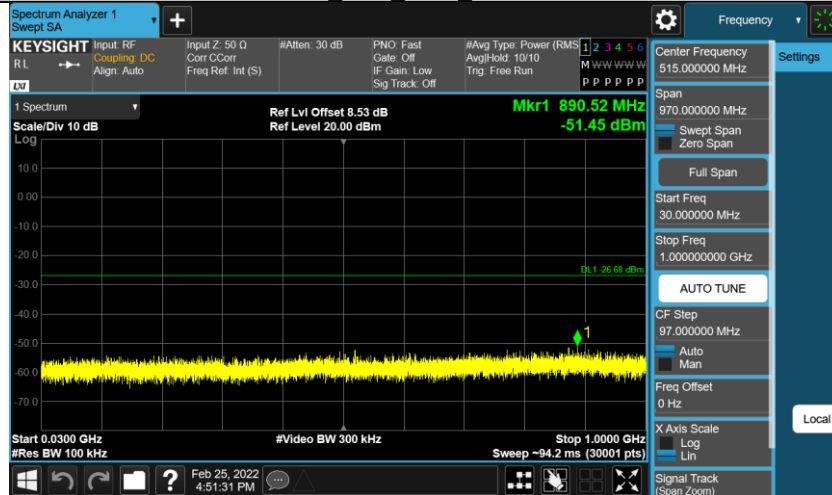 Spectrum Analyzer 1
Swept SA
+
Frequency
KEYSIGHT
RL
LXI
Input: RF
Coupling: DC
Align: Auto
Input Z: 50 Ω
Corr CCorr
Freq Ref: Int (S)
#Atten: 30 dB
PNO: Fast
Gate: Off
IF Gain: Low
Sig Track: Off
#Avg Type: Power (RMS
Avg|Hold: 10/10
Trig: Free Run
1 2 3 4 5 6
M W W W W W
P P P P P P
1 Spectrum
Scale/Div 10 dB
Log
Ref Lvl Offset 8.53 dB
Ref Level 20.00 dBm
Mkr1 890.52 MHz
-51.45 dBm
10.0
0.00
-10.0
-20.0
-30.0
-40.0
-50.0
-60.0
-70.0
DL1 -26.68 dBm
1
Start 0.0300 GHz
#Res BW 100 kHz
#Video BW 300 kHz
Stop 1.0000 GHz
Sweep ~94.2 ms (30001 pts)
?
Feb 25, 2022
4:51:31 PM
Center Frequency
515.000000 MHz
Span
970.000000 MHz
Swept Span
Zero Span
Full Span
Start Freq
30.000000 MHz
Stop Freq
1.000000000 GHz
AUTO TUNE
CF Step
97.000000 MHz
Auto
Man
Freq Offset
0 Hz
X Axis Scale
Log
Lin
Signal Track
(Span Zoom)
Settings
Local